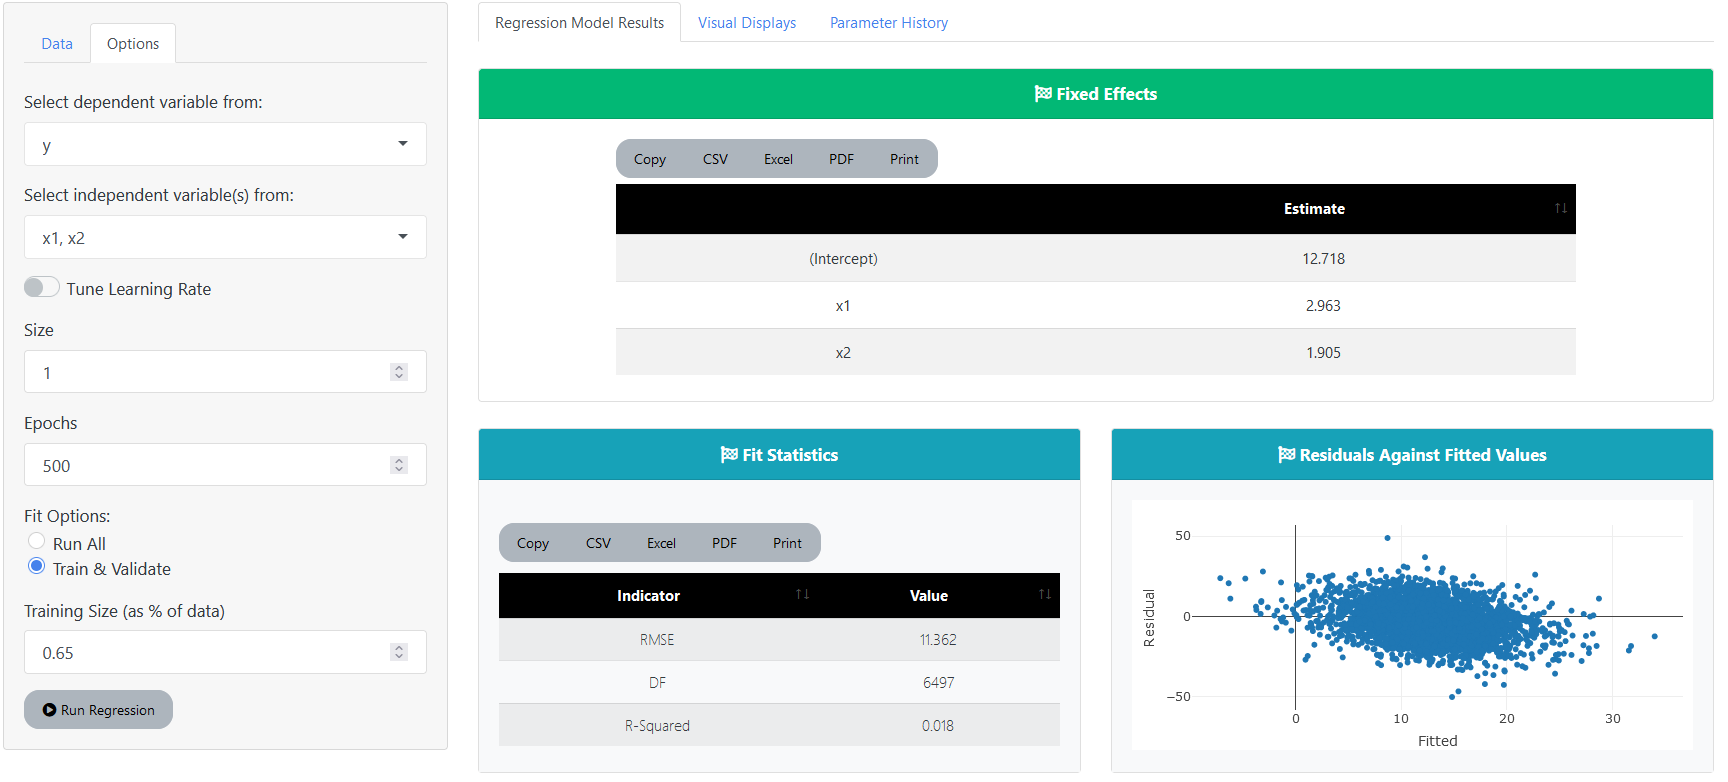 Data
Options
Select dependent variable from:
y
Select independent variable(s) from:
x1, x2
Tune Learning Rate
Size
1
Epochs
500
Fit Options:
Run All
Train & Validate
Training Size (as % of data)
0.65
Run Regression
Regression Model Results
Visual Displays
Parameter History
Fixed Effects
Copy CSV Excel PDF Print
Estimate
(Intercept) 12.718
x1 2.963
x2 1.905
Fit Statistics
Copy CSV Excel PDF Print
Indicator Value
RMSE 11.362
DF 6497
R-Squared 0.018
Residuals Against Fitted Values
50
0
−50
Residual
0 10 20 30
Fitted